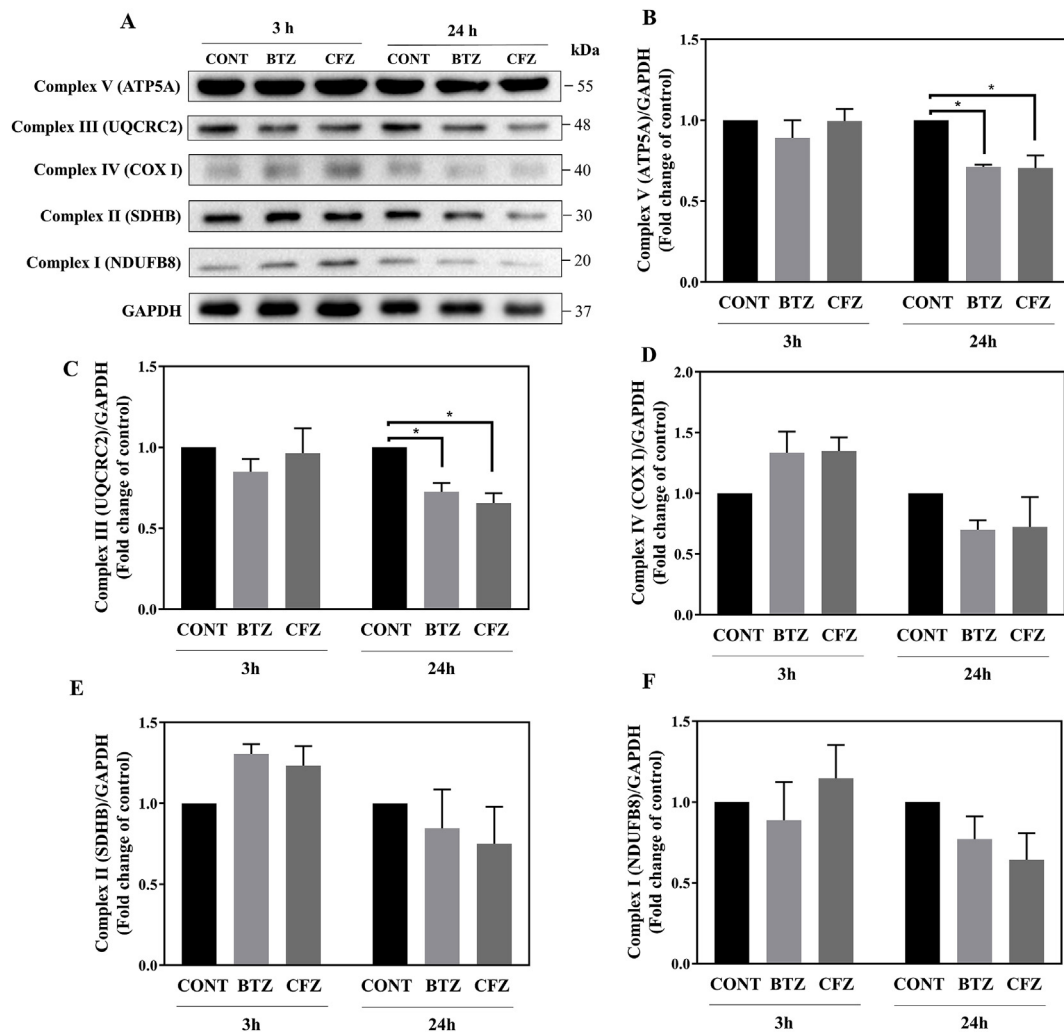 A
3 h
24 h
kDa
CONT BTZ CFZ CONT BTZ CFZ
Complex V (ATP5A) 55
Complex III (UQCRC2) 48
Complex IV (COX I) 40
Complex II (SDHB) 30
Complex I (NDUFB8) 20
GAPDH 37
B
Complex V (ATP5A)/GAPDH
(Fold change of control)
1.5
1.0
0.5
0.0
* *
CONT BTZ CFZ CONT BTZ CFZ
3h 24h
C
Complex III (UQCRC2)/GAPDH
(Fold change of control)
1.5
1.0
0.5
0.0
* *
CONT BTZ CFZ CONT BTZ CFZ
3h 24h
D
Complex IV (COX I)/GAPDH
(Fold change of control)
2.0
1.5
1.0
0.5
0.0
CONT BTZ CFZ CONT BTZ CFZ
3h 24h
E
Complex II (SDHB)/GAPDH
(Fold change of control)
1.5
1.0
0.5
0.0
CONT BTZ CFZ CONT BTZ CFZ
3h 24h
F
Complex I (NDUFB8)/GAPDH
(Fold change of control)
1.5
1.0
0.5
0.0
CONT BTZ CFZ CONT BTZ CFZ
3h 24h